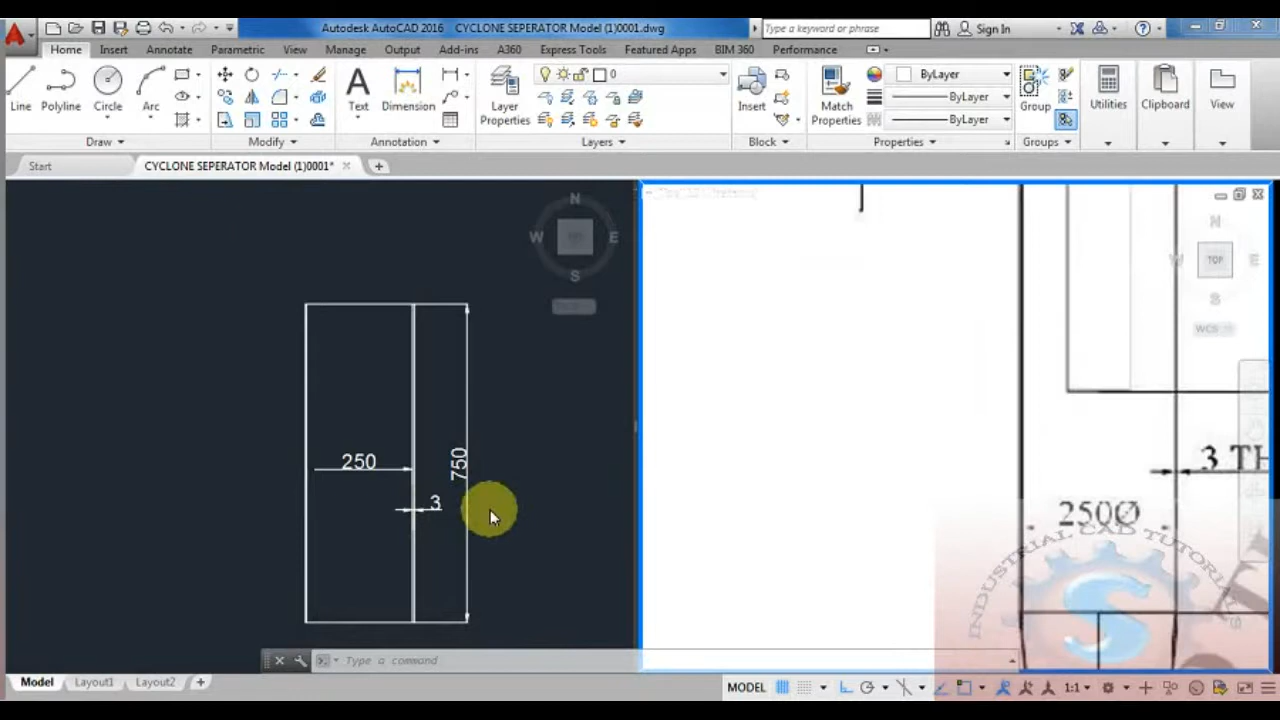 Autodesk AutoCAD 2016 CYCLONE SEPERATOR Model (1)0001.dwg
Type a keyword or phrase
Sign In
Home Insert Annotate Parametric View Manage Output Add-ins A360 Express Tools Featured Apps BIM 360 Performance
0
ByLayer
ByLayer
ByLayer
Line Polyline Circle Arc
Text Dimension
Layer Properties
Insert
Match Properties
Group
Utilities Clipboard View
Draw Modify Annotation Layers Block Properties Groups
Start CYCLONE SEPERATOR Model (1)0001*
N
W E
S
N
TOP
W E
S
WCS
250
750
3
3 TH
250Ø
INDUSTRIAL CAD TUTORIALS
S
Type a command
Model Layout1 Layout2
MODEL 1:1